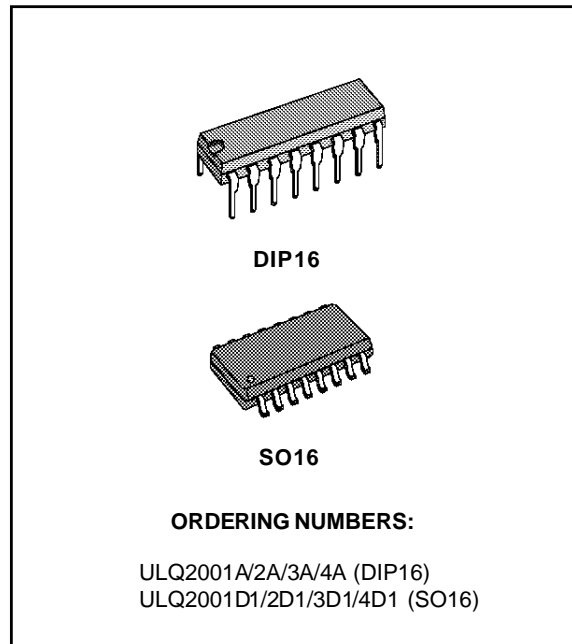 DIP16
SO16
ORDERING NUMBERS:
ULQ2001A/2A/3A/4A (DIP16)
ULQ2001D1/2D1/3D1/4D1 (SO16)